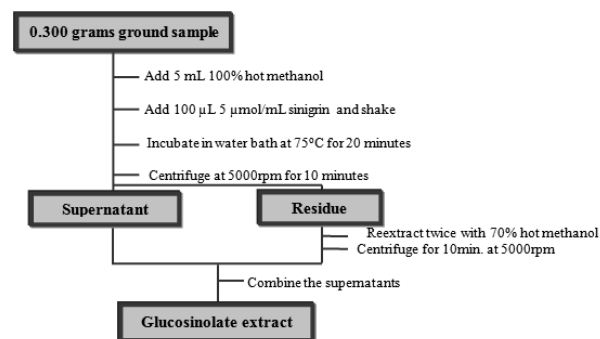 0.300 grams ground sample
Add 5 mL 100% hot methanol
Add 100 µL 5 µmol/mL sinigrin and shake
Incubate in water bath at 75°C for 20 minutes
Centrifuge at 5000rpm for 10 minutes
Supernatant
Residue
Reextract twice with 70% hot methanol
Centrifuge for 10min. at 5000rpm
Combine the supernatants
Glucosinolate extract